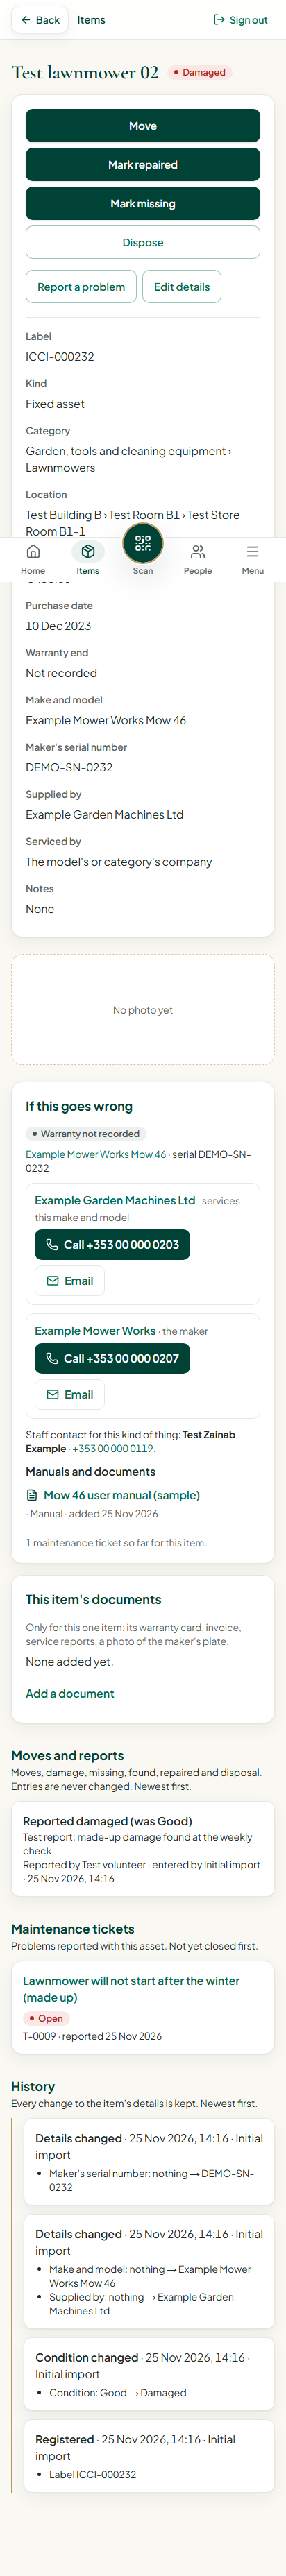 Back
Items
Sign out
Test lawnmower 02
Damaged
Move
Mark repaired
Mark missing
Dispose
Report a problem
Edit details
Label
ICCI-000232
Kind
Fixed asset
Category
Garden, tools and cleaning equipment ›
Lawnmowers
Location
Test Building B › Test Room B1 › Test Store
Room B1-1
Home
Items
Scan
People
Menu
Purchase date
10 Dec 2023
Warranty end
Not recorded
Make and model
Example Mower Works Mow 46
Maker's serial number
DEMO-SN-0232
Supplied by
Example Garden Machines Ltd
Serviced by
The model's or category's company
Notes
None
No photo yet
If this goes wrong
Warranty not recorded
Example Mower Works Mow 46 · serial DEMO-SN-
0232
Example Garden Machines Ltd · services
this make and model
Call +353 00 000 0203
Email
Example Mower Works · the maker
Call +353 00 000 0207
Email
Staff contact for this kind of thing: Test Zainab
Example · +353 00 000 0119.
Manuals and documents
Mow 46 user manual (sample)
· Manual · added 25 Nov 2026
1 maintenance ticket so far for this item.
This item's documents
Only for this one item: its warranty card, invoice,
service reports, a photo of the maker's plate.
None added yet.
Add a document
Moves and reports
Moves, damage, missing, found, repaired and disposal.
Entries are never changed. Newest first.
Reported damaged (was Good)
Test report: made-up damage found at the weekly
check
Reported by Test volunteer · entered by Initial import
· 25 Nov 2026, 14:16
Maintenance tickets
Problems reported with this asset. Not yet closed first.
Lawnmower will not start after the winter
(made up)
Open
T-0009 · reported 25 Nov 2026
History
Every change to the item's details is kept. Newest first.
Details changed · 25 Nov 2026, 14:16 · Initial
import
• Maker's serial number: nothing → DEMO-SN-
0232
Details changed · 25 Nov 2026, 14:16 · Initial
import
• Make and model: nothing → Example Mower
Works Mow 46
• Supplied by: nothing → Example Garden
Machines Ltd
Condition changed · 25 Nov 2026, 14:16 ·
Initial import
• Condition: Good → Damaged
Registered · 25 Nov 2026, 14:16 · Initial
import
• Label ICCI-000232